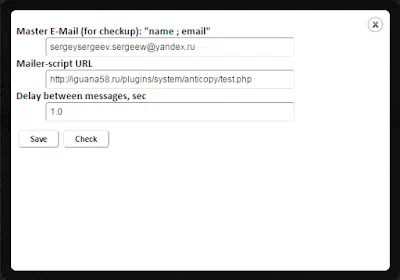 Master E-Mail (for checkup): "name ; email"
sergeysergeev.sergeew@yandex.ru
Mailer-script URL
http://iguana58.ru/plugins/system/anticopy/test.php
Delay between messages, sec
1.0
Save Check